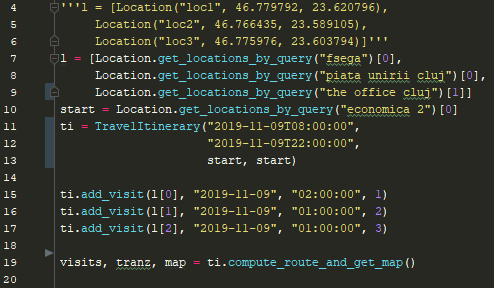 4 '''l = [Location("loc1", 46.779792, 23.620796),
5 Location("loc2", 46.766435, 23.589105),
6 Location("loc3", 46.775976, 23.603794)]'''
7 l = [Location.get_locations_by_query("fsega")[0],
8 Location.get_locations_by_query("piata unirii cluj")[0],
9 Location.get_locations_by_query("the office cluj")[1]]
10 start = Location.get_locations_by_query("economica 2")[0]
11 ti = TravelItinerary("2019-11-09T08:00:00",
12 "2019-11-09T22:00:00",
13 start, start)
14
15 ti.add_visit(l[0], "2019-11-09", "02:00:00", 1)
16 ti.add_visit(l[1], "2019-11-09", "01:00:00", 2)
17 ti.add_visit(l[2], "2019-11-09", "01:00:00", 3)
18
19 visits, tranz, map = ti.compute_route_and_get_map()
20